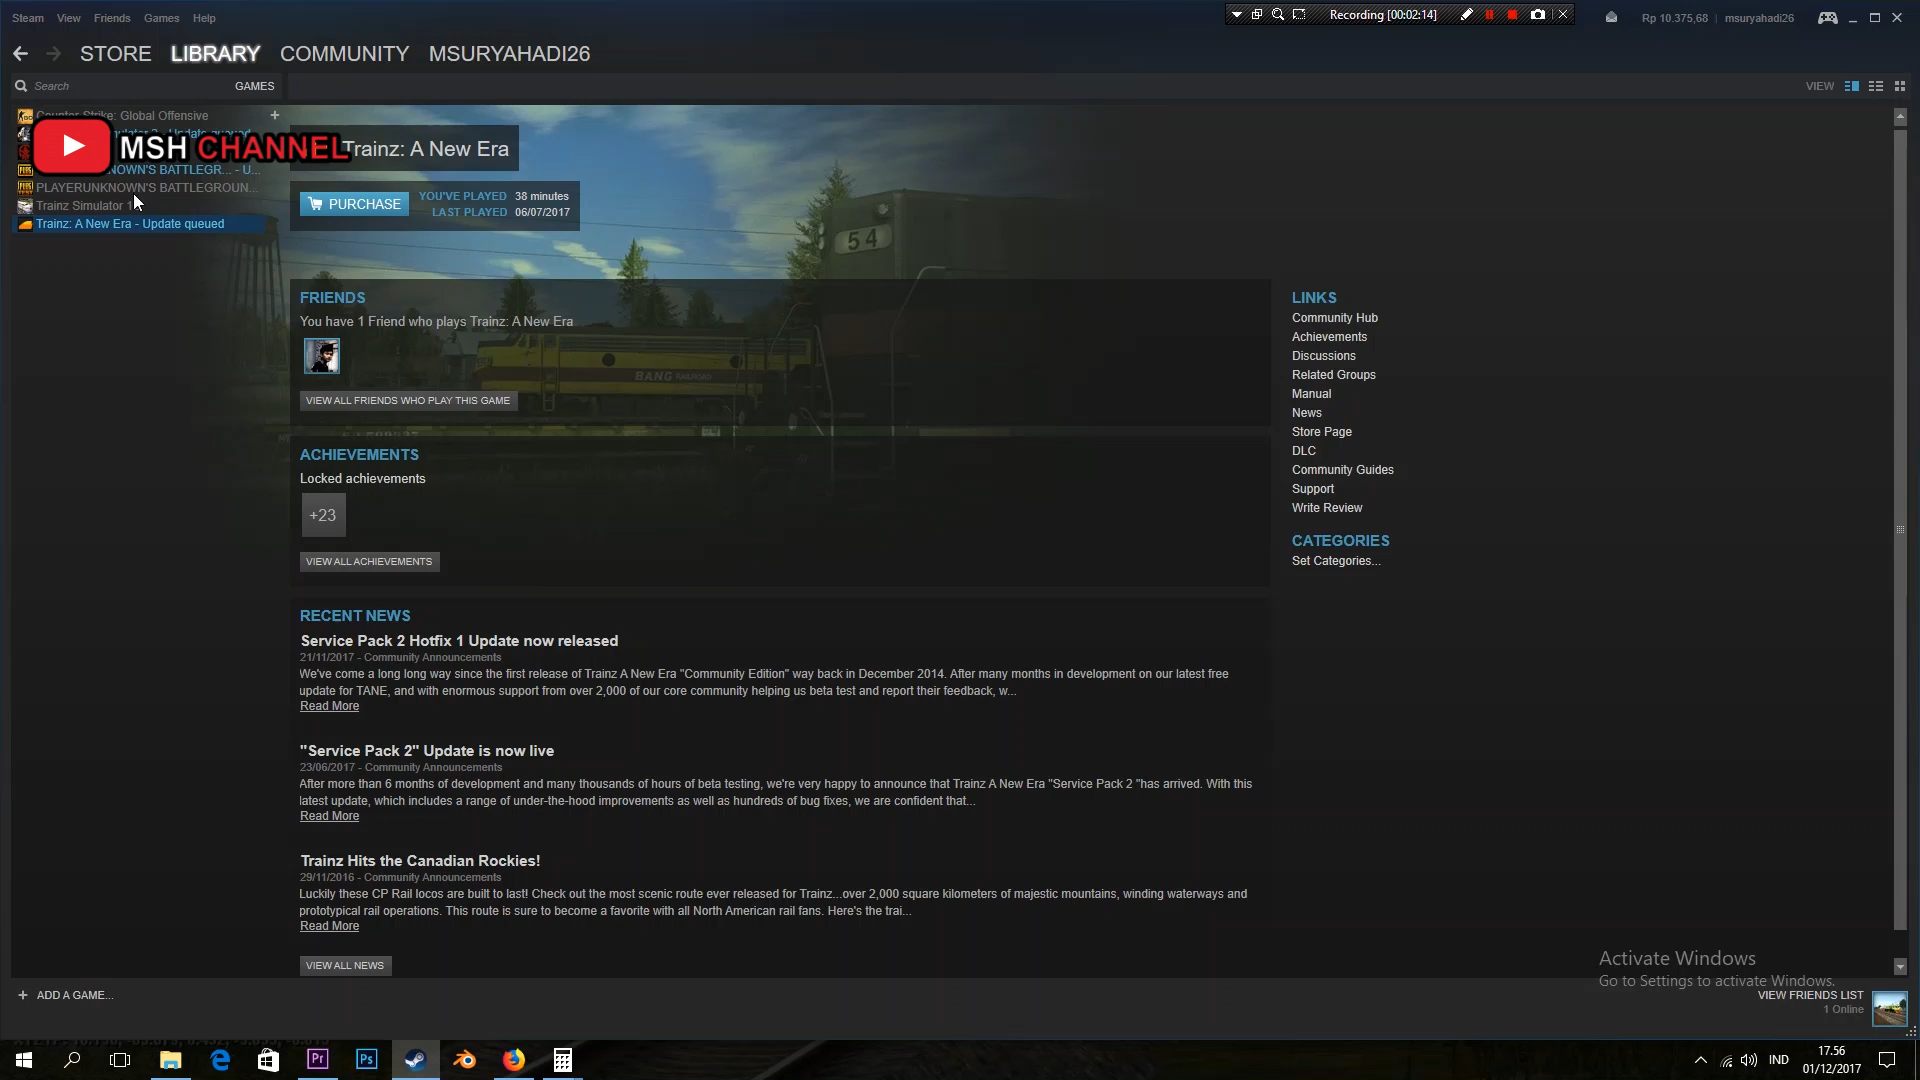 Steam View Friends Games Help
Recording [00:02:14]
Rp 10.375,68 | msuryahadi26
STORE LIBRARY COMMUNITY MSURYAHADI26
Search GAMES
VIEW
Counter-Strike: Global Offensive +
- Update queued
MSH CHANNEL
NOWN'S BATTLEGR... - U...
PLAYERUNKNOWN'S BATTLEGROUN...
Trainz Simulator 1
Trainz: A New Era - Update queued
Trainz: A New Era
PURCHASE
YOU'VE PLAYED 38 minutes
LAST PLAYED 06/07/2017
54
BANG RAILROAD
FRIENDS
You have 1 Friend who plays Trainz: A New Era
VIEW ALL FRIENDS WHO PLAY THIS GAME
ACHIEVEMENTS
Locked achievements
+23
VIEW ALL ACHIEVEMENTS
RECENT NEWS
Service Pack 2 Hotfix 1 Update now released
21/11/2017 - Community Announcements
We've come a long long way since the first release of Trainz A New Era "Community Edition" way back in December 2014. After many months in development on our latest free
update for TANE, and with enormous support from over 2,000 of our core community helping us beta test and report their feedback, w...
Read More
"Service Pack 2" Update is now live
23/06/2017 - Community Announcements
After more than 6 months of development and many thousands of hours of beta testing, we're very happy to announce that Trainz A New Era "Service Pack 2 "has arrived. With this
latest update, which includes a range of under-the-hood improvements as well as hundreds of bug fixes, we are confident that...
Read More
Trainz Hits the Canadian Rockies!
29/11/2016 - Community Announcements
Luckily these CP Rail locos are built to last! Check out the most scenic route ever released for Trainz...over 2,000 square kilometers of majestic mountains, winding waterways and
prototypical rail operations. This route is sure to become a favorite with all North American rail fans. Here's the trai...
Read More
VIEW ALL NEWS
LINKS
Community Hub
Achievements
Discussions
Related Groups
Manual
News
Store Page
DLC
Community Guides
Support
Write Review
CATEGORIES
Set Categories...
Activate Windows
Go to Settings to activate Windows.
+ ADD A GAME...
VIEW FRIENDS LIST
1 Online
Pr Ps
IND
17.56
01/12/2017